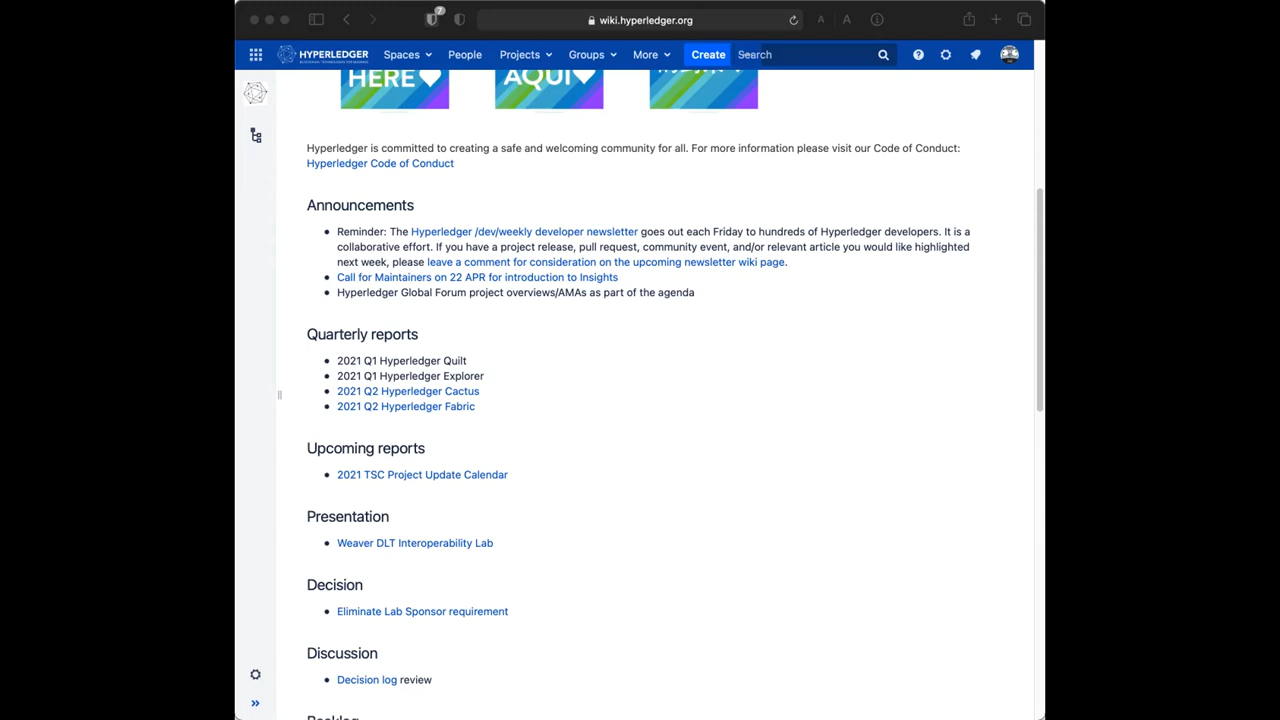 7
wiki.hyperledger.org
A A
HYPERLEDGER
Spaces People Projects Groups More Create Search
HERE AQUI
Hyperledger is committed to creating a safe and welcoming community for all. For more information please visit our Code of Conduct:
Hyperledger Code of Conduct
Announcements
Reminder: The Hyperledger /dev/weekly developer newsletter goes out each Friday to hundreds of Hyperledger developers. It is a
collaborative effort. If you have a project release, pull request, community event, and/or relevant article you would like highlighted
next week, please leave a comment for consideration on the upcoming newsletter wiki page.
Call for Maintainers on 22 APR for introduction to Insights
Hyperledger Global Forum project overviews/AMAs as part of the agenda
Quarterly reports
2021 Q1 Hyperledger Quilt
2021 Q1 Hyperledger Explorer
2021 Q2 Hyperledger Cactus
2021 Q2 Hyperledger Fabric
Upcoming reports
2021 TSC Project Update Calendar
Presentation
Weaver DLT Interoperability Lab
Decision
Eliminate Lab Sponsor requirement
Discussion
Decision log review
Backlog